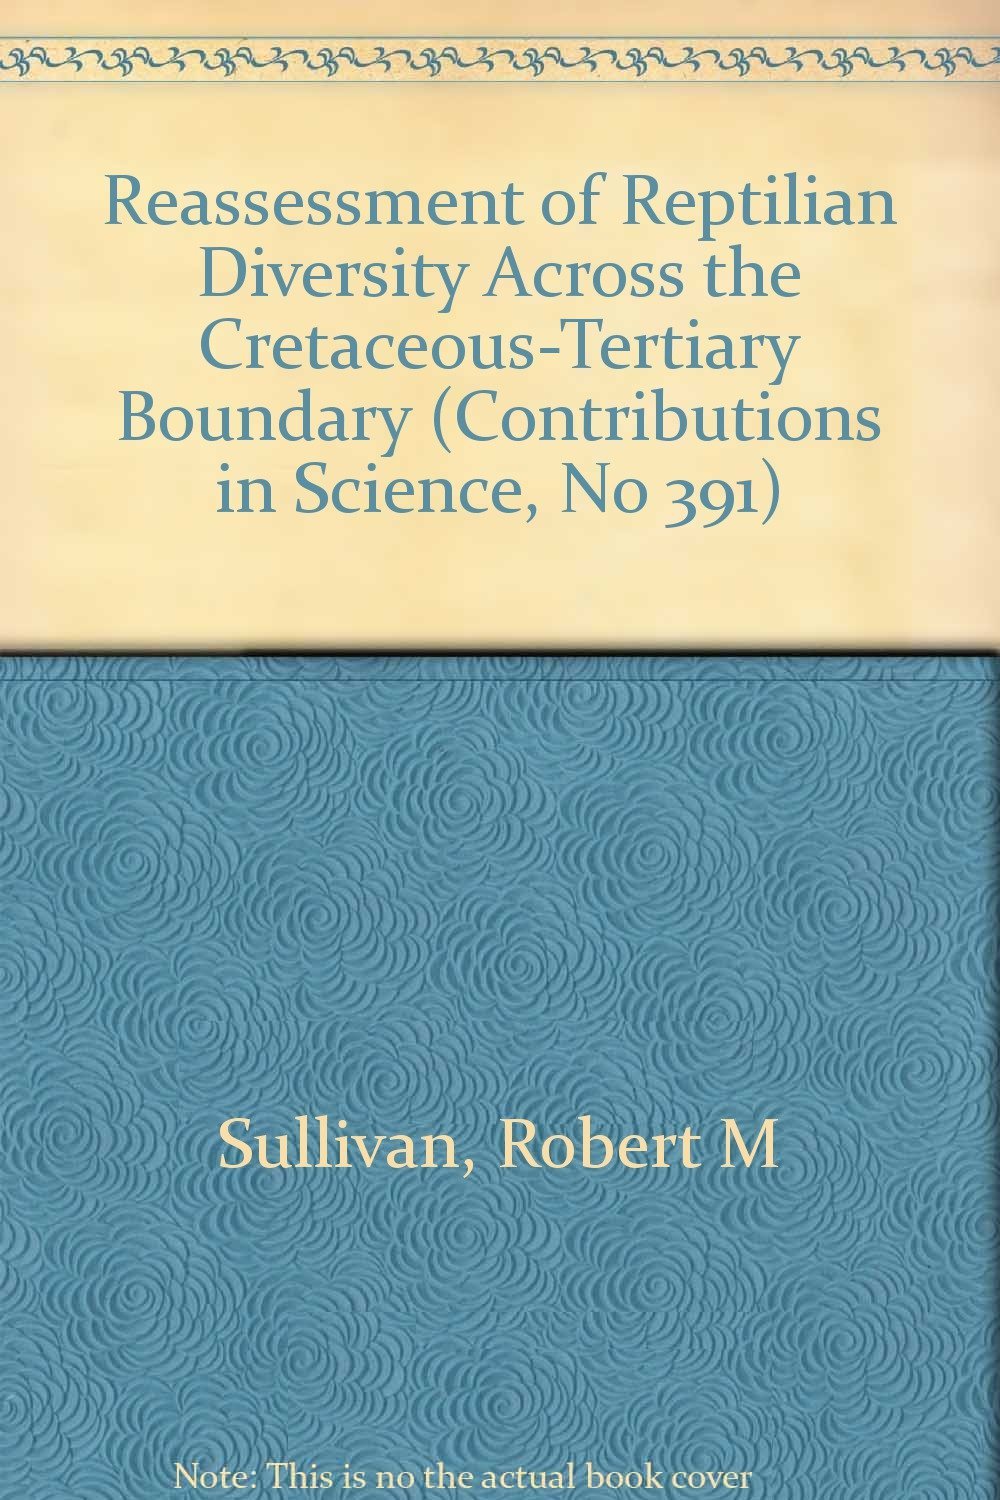 Reassessment of Reptilian
Diversity Across the
Cretaceous-Tertiary
Boundary (Contributions
in Science, No 391)
Sullivan, Robert M
Note: This is no the actual book cover